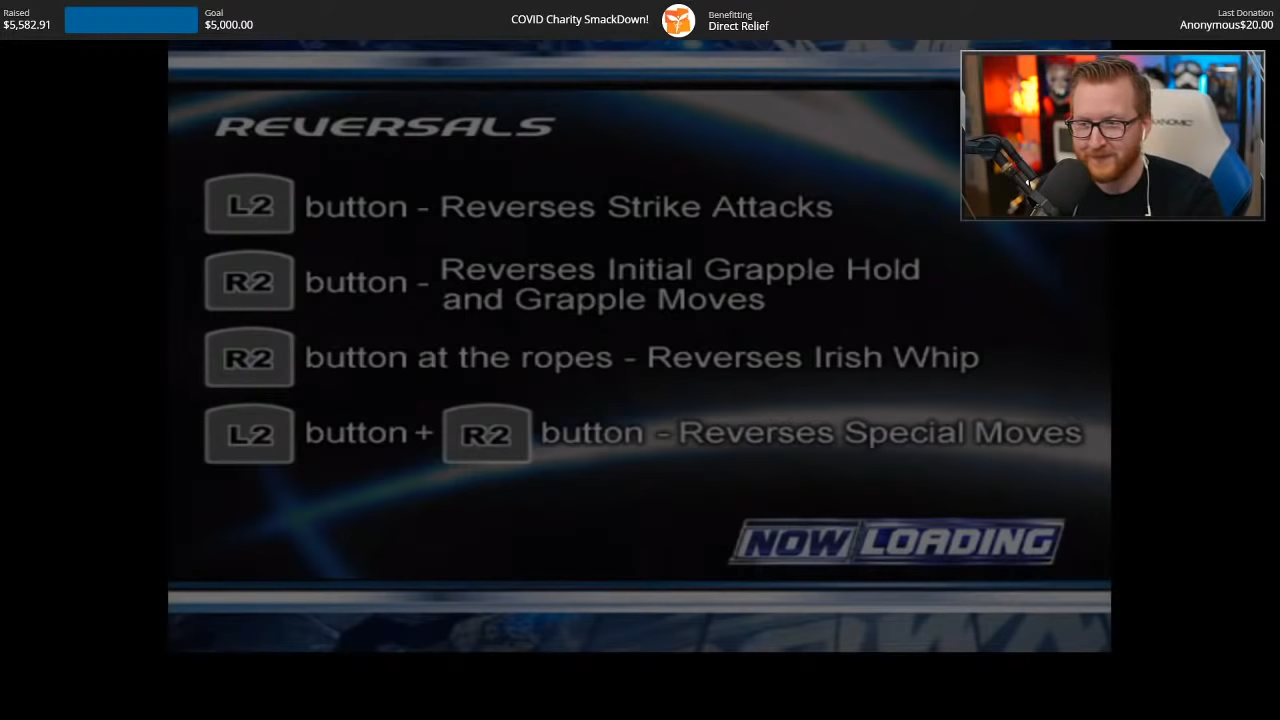 Raised
$5,582.91
Goal
$5,000.00
COVID Charity SmackDown!
Benefitting
Direct Relief
Last Donation
Anonymous$20.00
REVERSALS
L2 button - Reverses Strike Attacks
R2 button - Reverses Initial Grapple Hold
and Grapple Moves
R2 button at the ropes - Reverses Irish Whip
L2 button + R2 button - Reverses Special Moves
NOW LOADING